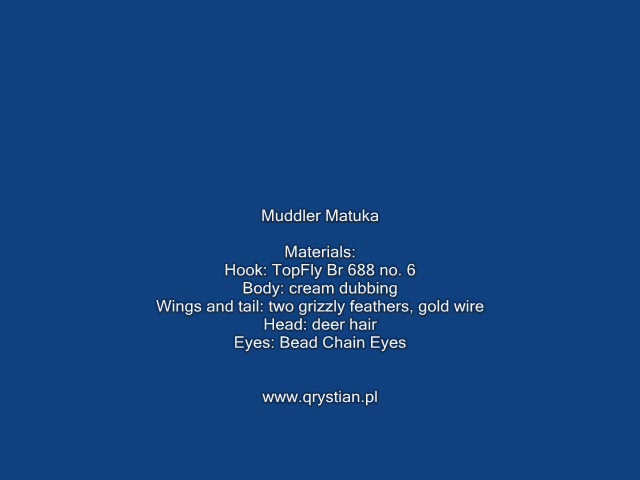 Muddler Matuka
Materials:
Hook: TopFly Br 688 no. 6
Body: cream dubbing
Wings and tail: two grizzly feathers, gold wire
Head: deer hair
Eyes: Bead Chain Eyes
www.qrystian.pl